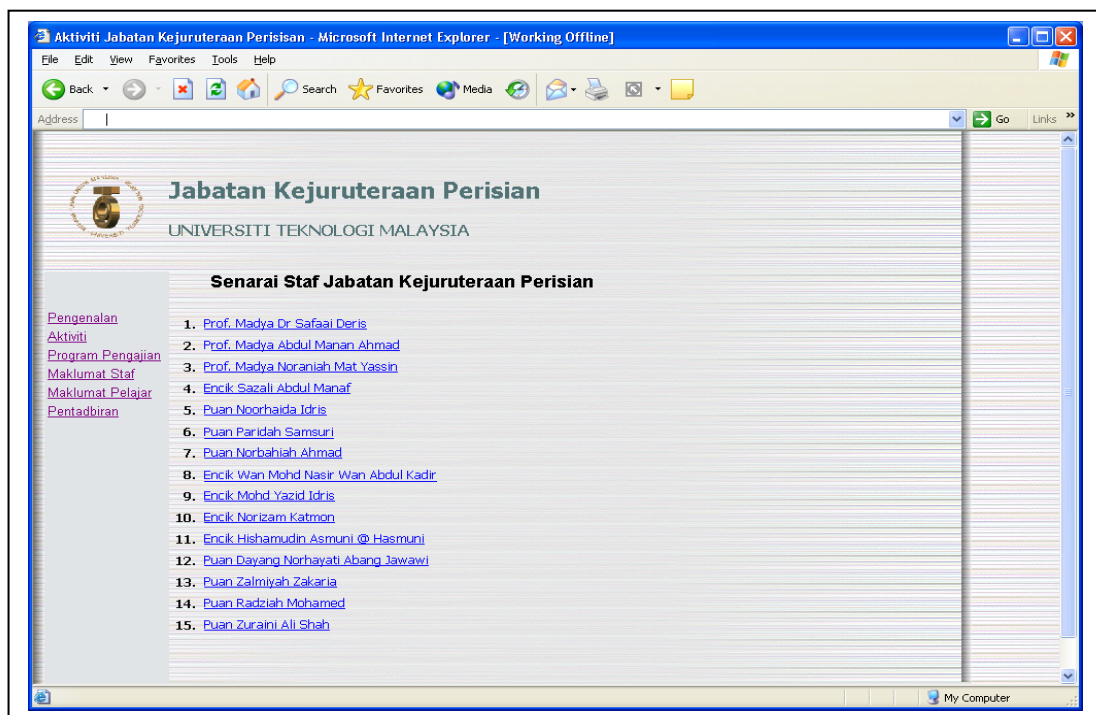 Aktiviti Jabatan Kejuruteraan Perisisan - Microsoft Internet Explorer - [Working Offline]
File Edit View Favorites Tools Help
Back Search Favorites Media
Address Go Links »
Jabatan Kejuruteraan Perisian
UNIVERSITI TEKNOLOGI MALAYSIA
Senarai Staf Jabatan Kejuruteraan Perisian
Pengenalan
Aktiviti
Program Pengajian
Maklumat Staf
Maklumat Pelajar
Pentadbiran
1. Prof. Madya Dr Safaai Deris
2. Prof. Madya Abdul Manan Ahmad
3. Prof. Madya Noraniah Mat Yassin
4. Encik Sazali Abdul Manaf
5. Puan Noorhaida Idris
6. Puan Paridah Samsuri
7. Puan Norbahiah Ahmad
8. Encik Wan Mohd Nasir Wan Abdul Kadir
9. Encik Mohd Yazid Idris
10. Encik Norizam Katmon
11. Encik Hishamudin Asmuni @ Hasmuni
12. Puan Dayang Norhayati Abang Jawawi
13. Puan Zalmiyah Zakaria
14. Puan Radziah Mohamed
15. Puan Zuraini Ali Shah
My Computer